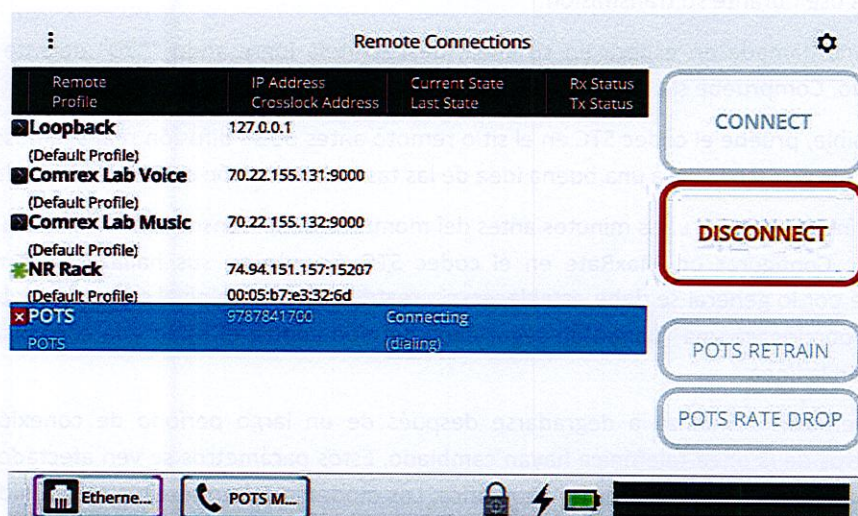 Remote Connections
Remote IP Address Current State Rx Status
Profile Crosslock Address Last State Tx Status
Loopback 127.0.0.1
(Default Profile)
Comrex Lab Voice 70.22.155.131:9000
(Default Profile)
Comrex Lab Music 70.22.155.132:9000
(Default Profile)
NR Rack 74.94.151.157:15207
(Default Profile) 00:05:b7:e3:32:6d
POTS 9787841700 Connecting
POTS (dialing)
CONNECT
DISCONNECT
POTS RETRAIN
POTS RATE DROP
Etherne... POTS M...